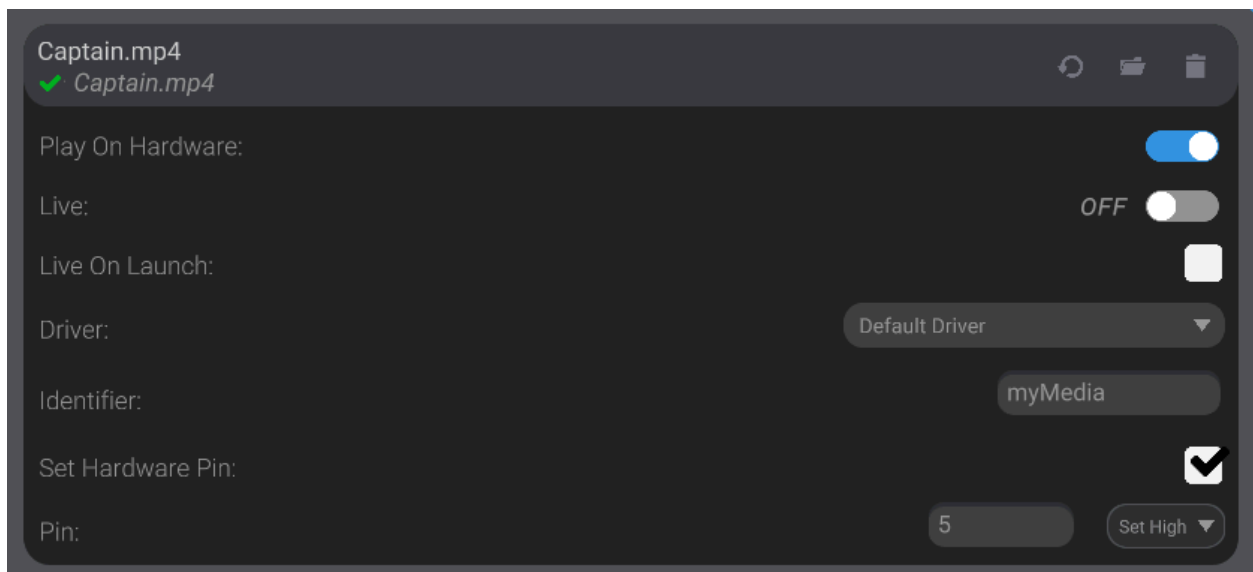 Captain.mp4
Captain.mp4
Play On Hardware:
Live: OFF
Live On Launch:
Driver: Default Driver
Identifier: myMedia
Set Hardware Pin:
Pin: 5 Set High